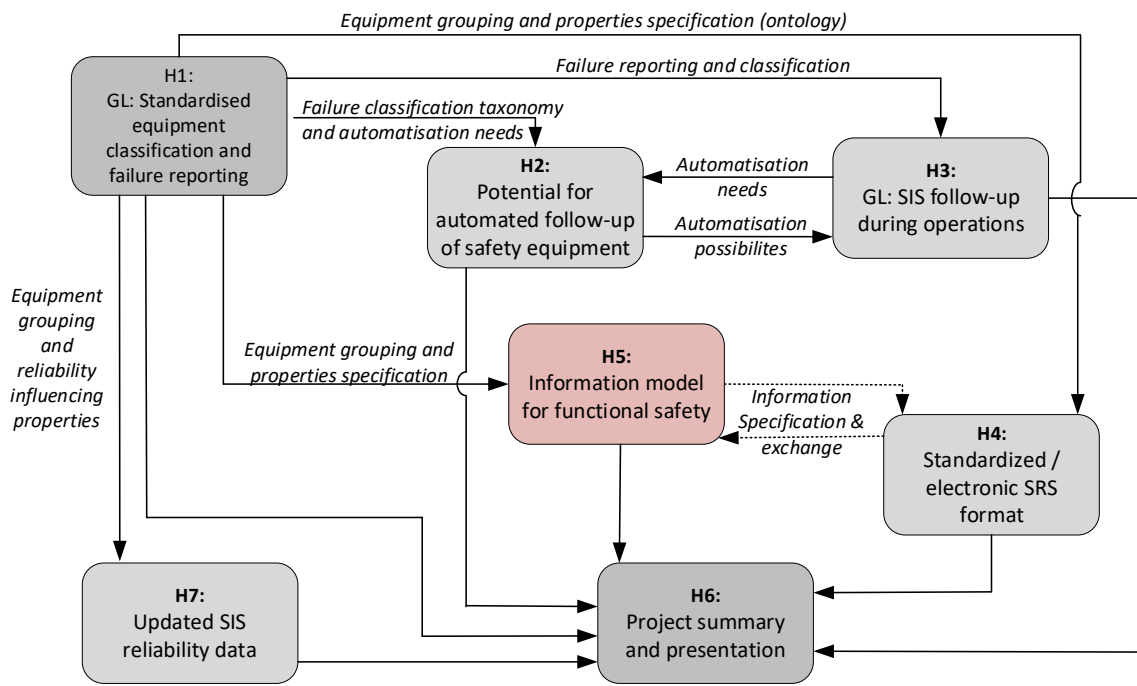 Equipment grouping and properties specification (ontology)
H1:
GL: Standardised
equipment
classification and
failure reporting
Failure reporting and classification
Failure classification taxonomy
and automatisation needs
H2:
Potential for
automated follow-up
of safety equipment
Automatisation
needs
Automatisation
possibilites
H3:
GL: SIS follow-up
during operations
Equipment
grouping
and
reliability
influencing
properties
Equipment grouping and
properties specification
H5:
Information model
for functional safety
Information
Specification &
exchange
H4:
Standardized /
electronic SRS
format
H7:
Updated SIS
reliability data
H6:
Project summary
and presentation